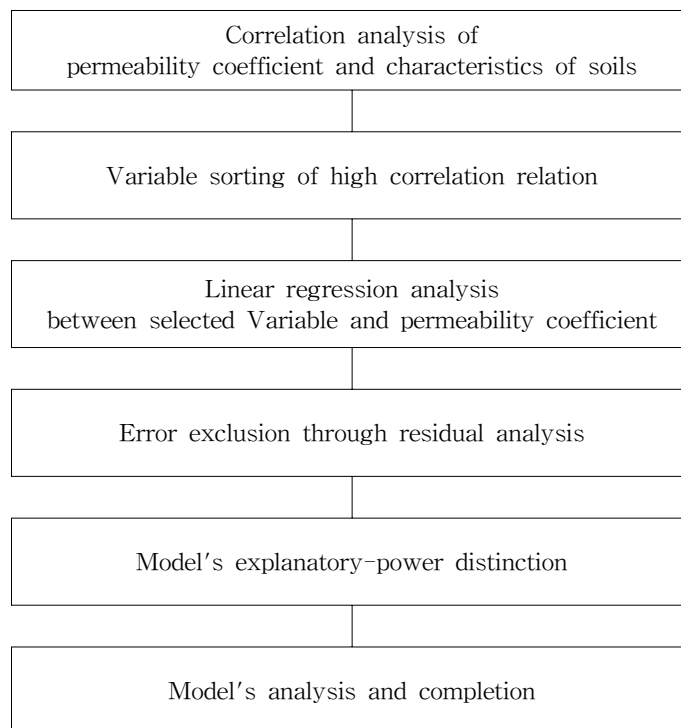 Correlation analysis of
permeability coefficient and characteristics of soils
Variable sorting of high correlation relation
Linear regression analysis
between selected Variable and permeability coefficient
Error exclusion through residual analysis
Model's explanatory-power distinction
Model's analysis and completion